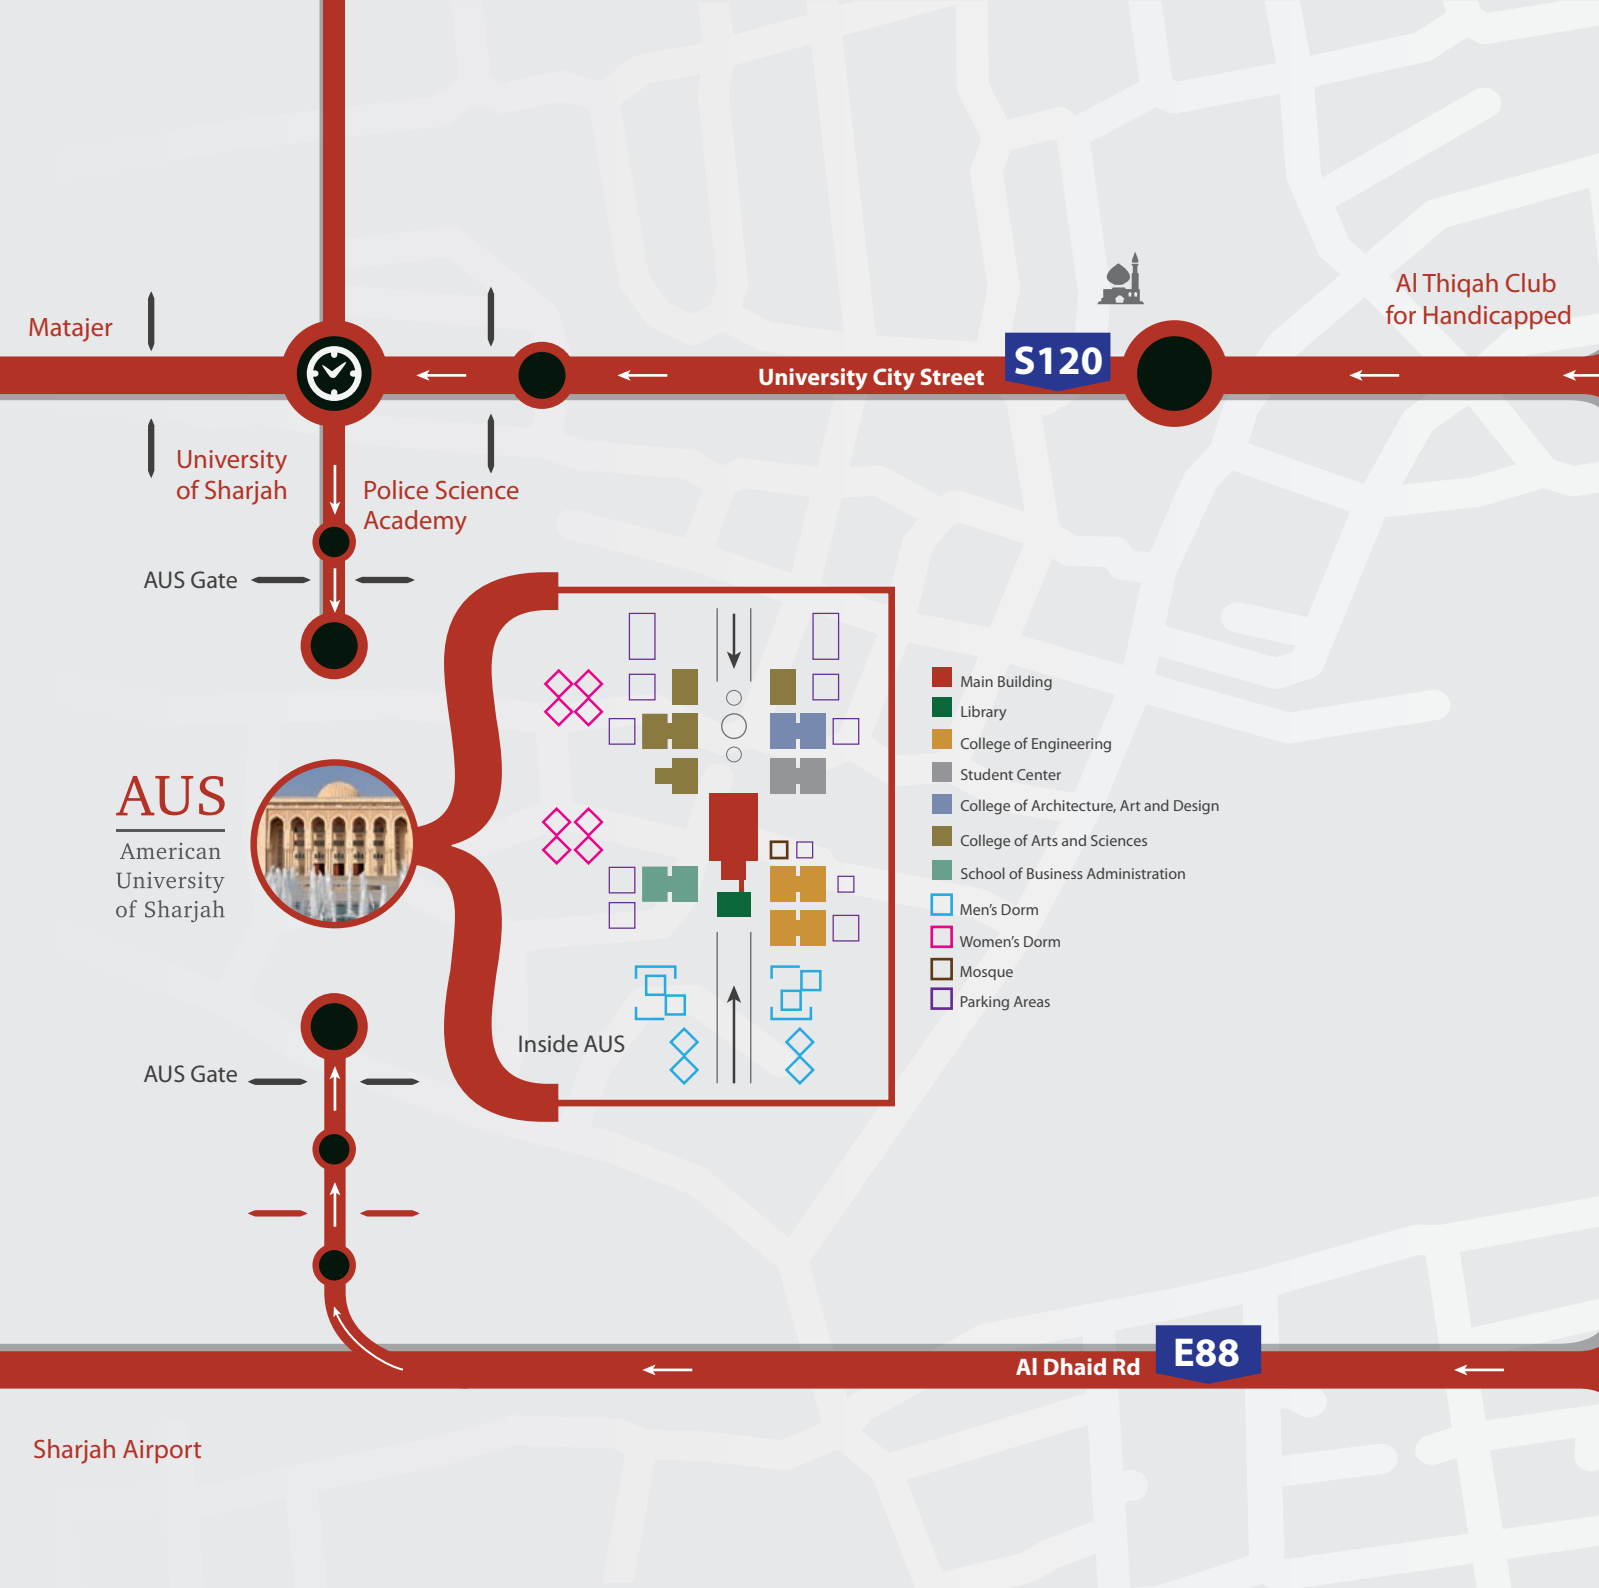 Al Thiqah Club
for Handicapped
Matajer
S120
University City Street
University
of Sharjah
Police Science
Academy
AUS Gate
Main Building
Library
College of Engineering
Student Center
College of Architecture, Art and Design
College of Arts and Sciences
School of Business Administration
Men's Dorm
Women's Dorm
Mosque
Parking Areas
AUS
American
University
of Sharjah
Inside AUS
AUS Gate
E88
Al Dhaid Rd
Sharjah Airport